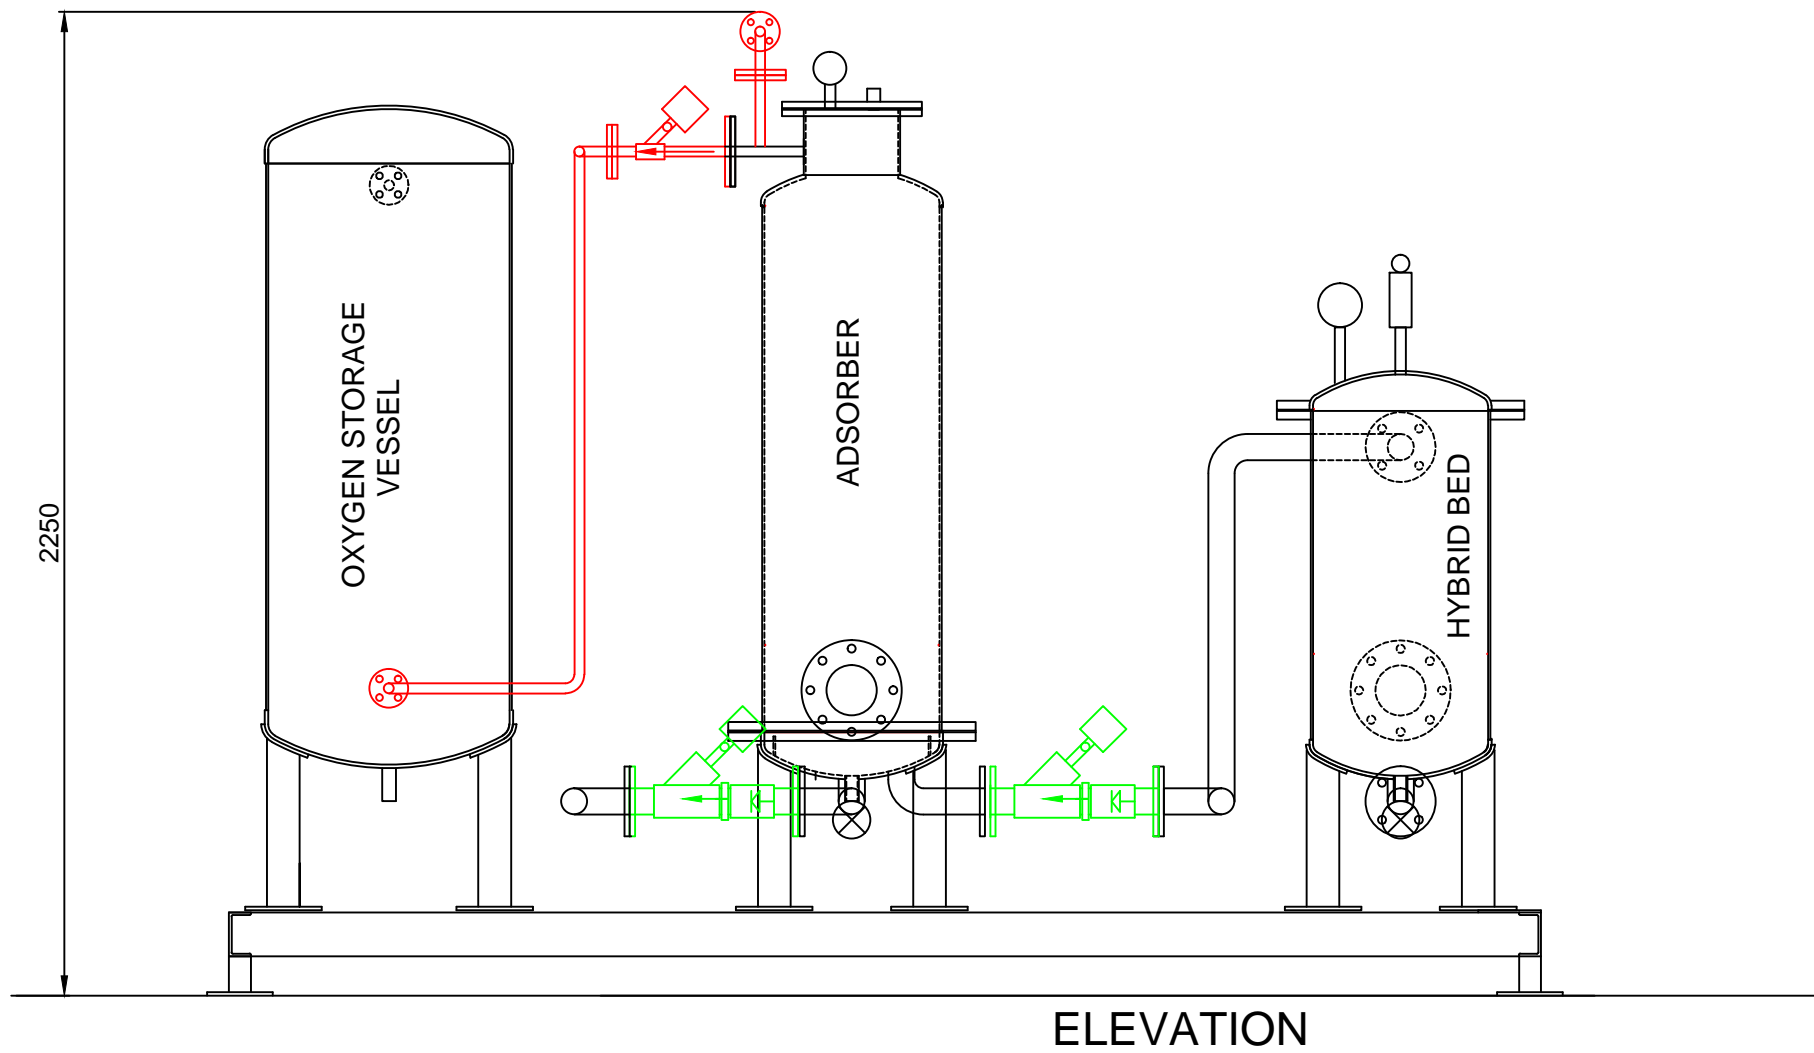 2250
OXYGEN STORAGE
VESSEL
ADSORBER
HYBRID BED
ELEVATION